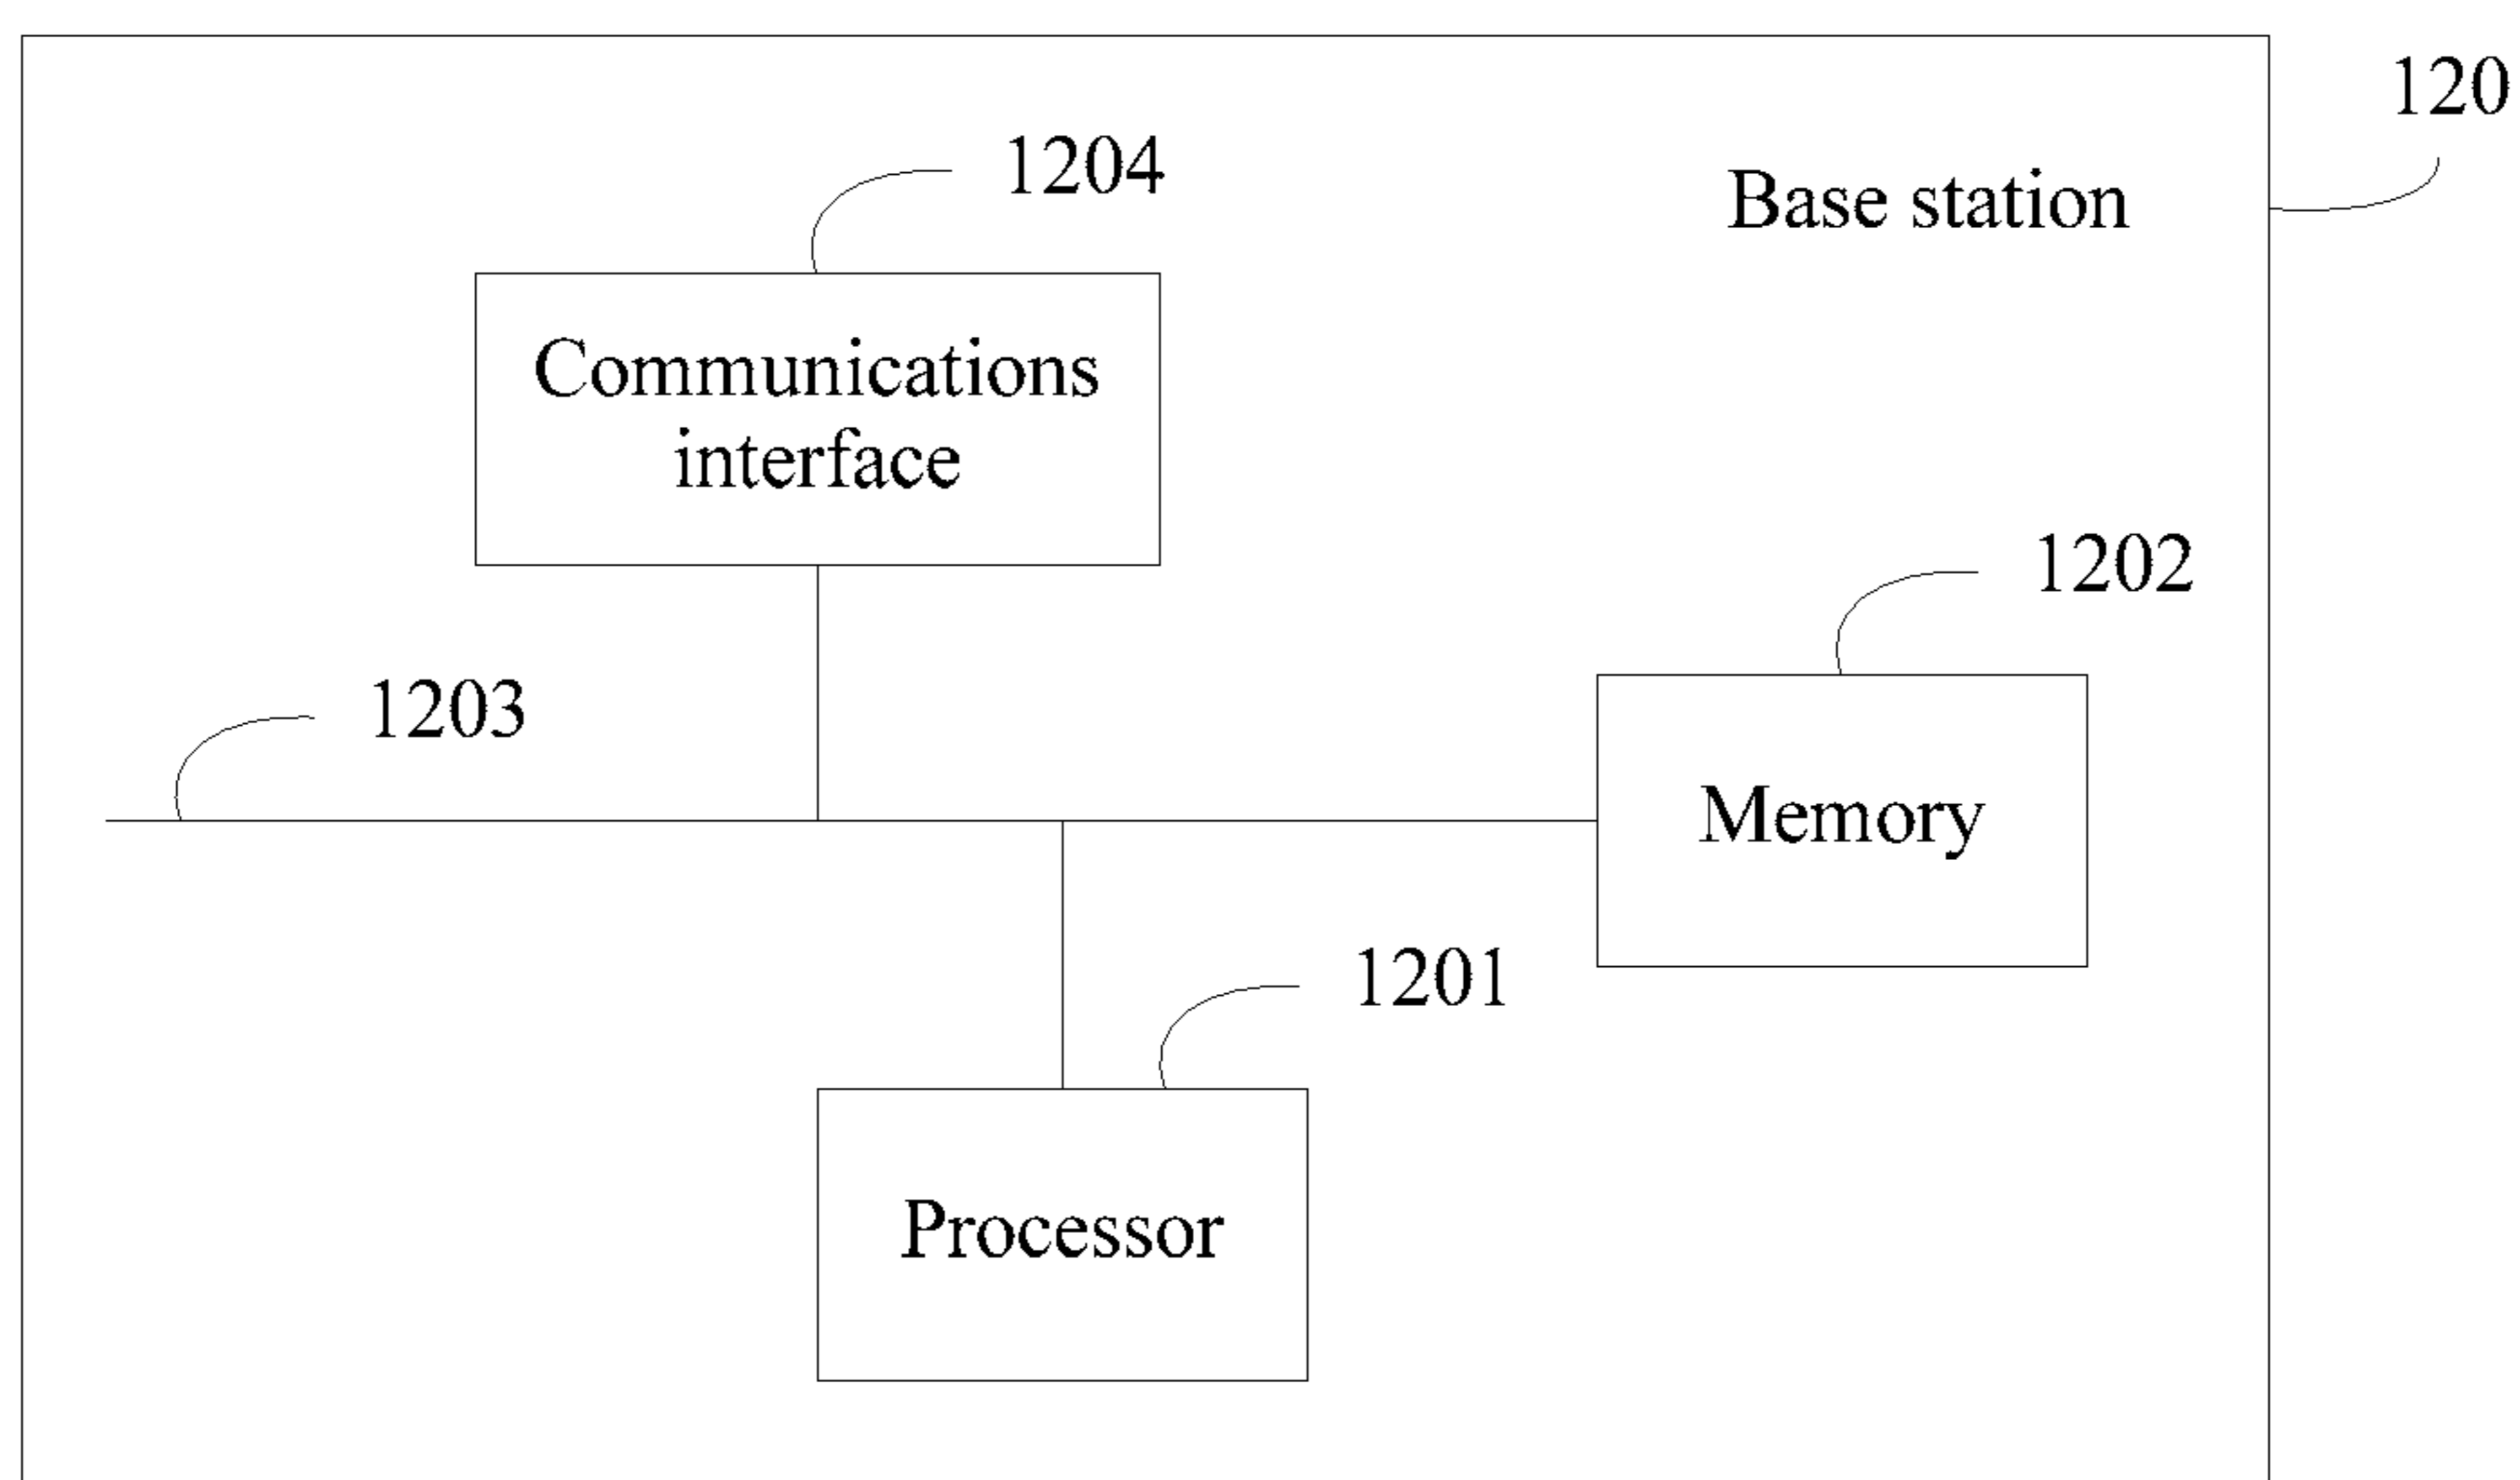 120
1204
Base station
Communications
interface
1202
1203
Memory
1201
Processor